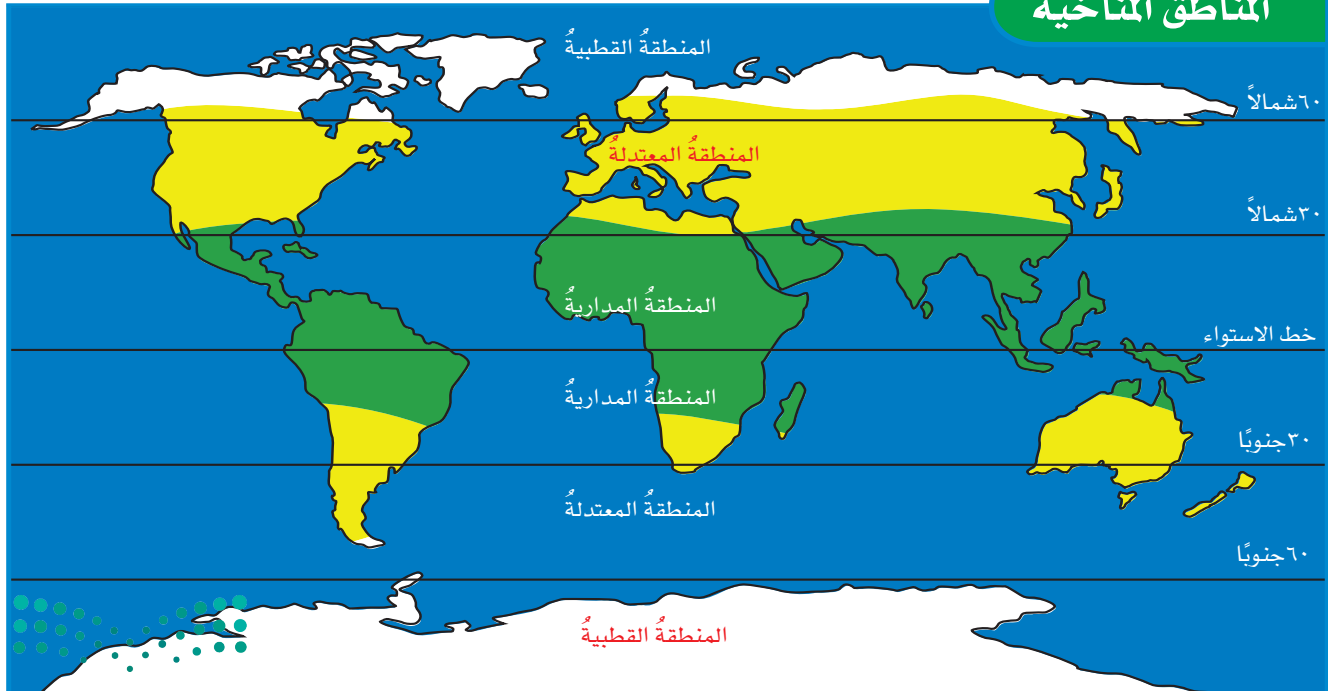 المناطق المناخية
المنطقةُ القطبيةُ
٦٠شمالاً
المنطقةُ المعتدلةُ
٣٠شمالاً
المنطقةُ المداريةُ
خط الاستواء
المنطقةُ المداريةُ
٣٠جنوبًا
المنطقةُ المعتدلةُ
٦٠جنوبًا
المنطقةُ القطبيةُ